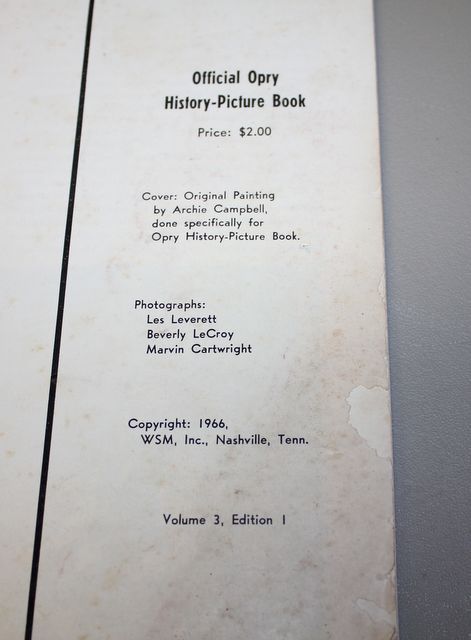 Official Opry
History-Picture Book
Price: $2.00
Cover: Original Painting
by Archie Campbell,
done specifically for
Opry History-Picture Book.
Photographs:
Les Leverett
Beverly LeCroy
Marvin Cartwright
Copyright: 1966,
WSM, Inc., Nashville, Tenn.
Volume 3, Edition 1